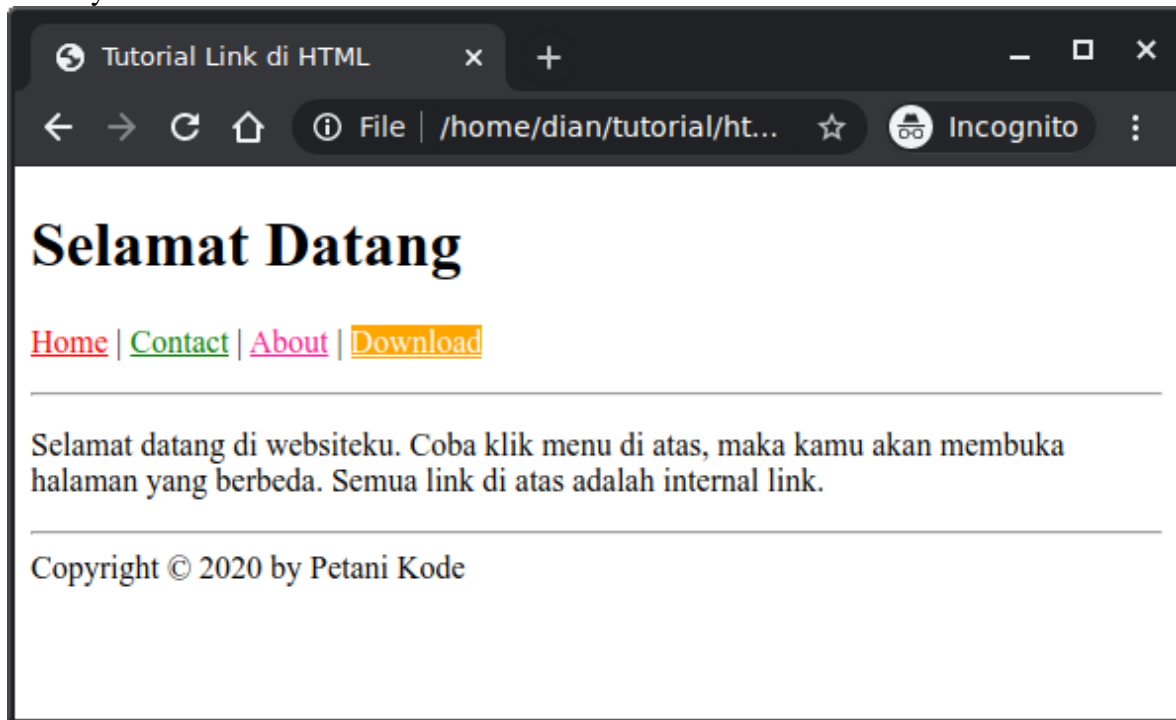 Tutorial Link di HTML
File | /home/dian/tutorial/ht... Incognito
Selamat Datang
Home | Contact | About | Download
Selamat datang di websiteku. Coba klik menu di atas, maka kamu akan membuka
halaman yang berbeda. Semua link di atas adalah internal link.
Copyright © 2020 by Petani Kode